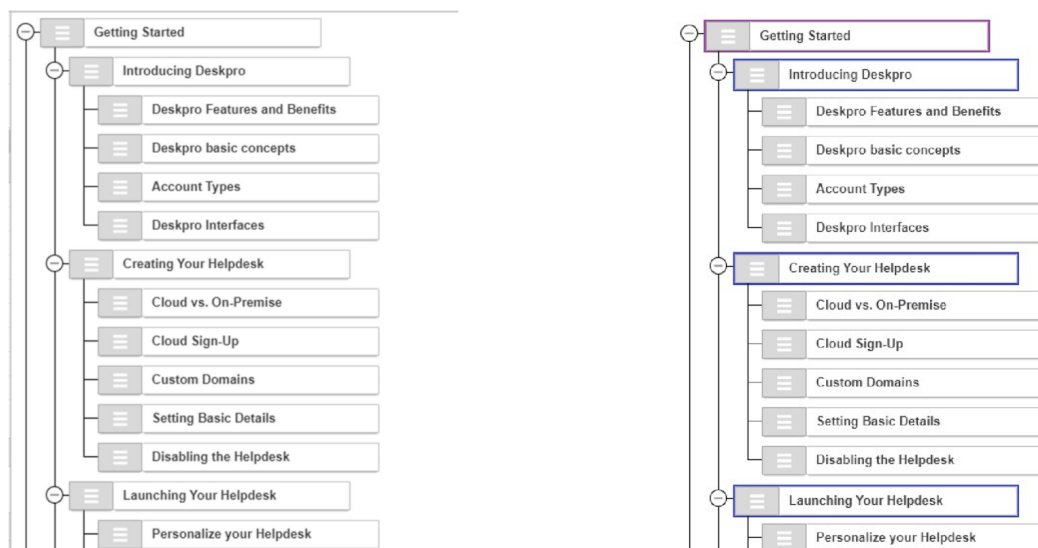 Getting Started
Introducing Deskpro
Deskpro Features and Benefits
Deskpro basic concepts
Account Types
Deskpro Interfaces
Creating Your Helpdesk
Cloud vs. On-Premise
Cloud Sign-Up
Custom Domains
Setting Basic Details
Disabling the Helpdesk
Launching Your Helpdesk
Personalize your Helpdesk
Getting Started
Introducing Deskpro
Deskpro Features and Benefits
Deskpro basic concepts
Account Types
Deskpro Interfaces
Creating Your Helpdesk
Cloud vs. On-Premise
Cloud Sign-Up
Custom Domains
Setting Basic Details
Disabling the Helpdesk
Launching Your Helpdesk
Personalize your Helpdesk